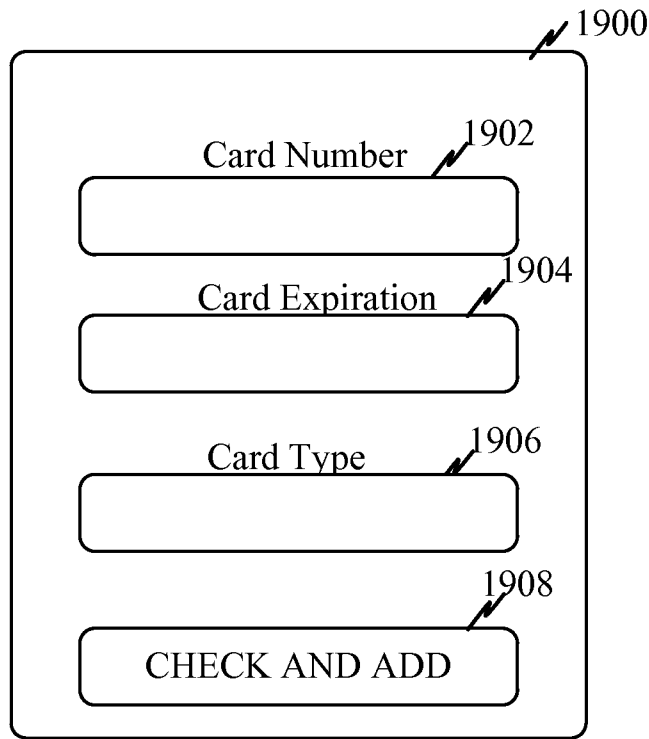 1900
1902
Card Number
1904
Card Expiration
1906
Card Type
1908
CHECK AND ADD